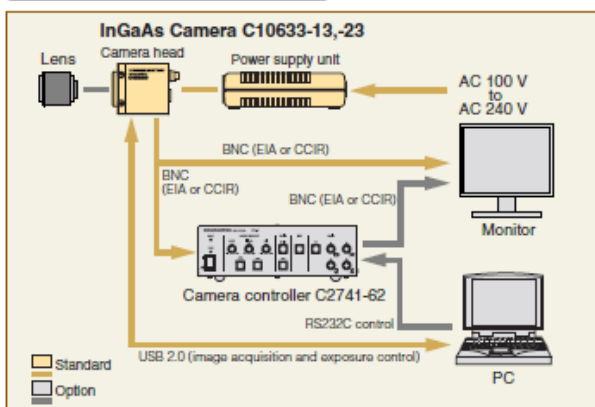 InGaAs Camera C10633-13,-23
Lens
Camera head
Power supply unit
AC 100 V
to
AC 240 V
BNC (EIA or CCIR)
BNC
(EIA or CCIR)
BNC (EIA or CCIR)
Monitor
Camera controller C2741-62
RS232C control
USB 2.0 (image acquisition and exposure control)
PC
Standard
Option